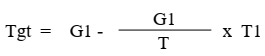 Tgt = G1 - G1 / T x T1